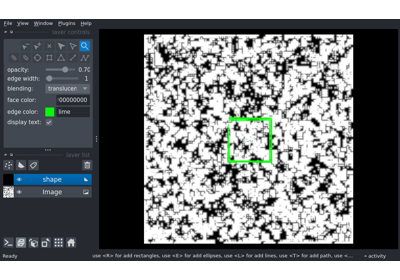 File View Window Plugins Help
layer controls
opacity: 0.70
edge width: 1
blending: translucen
face color: 00000000
edge color: lime
display text:
layer list
shape
Image
Ready use <R> for add rectangles, use <E> for add ellipses, use <L> for add lines, use <T> for add path, use <... activity